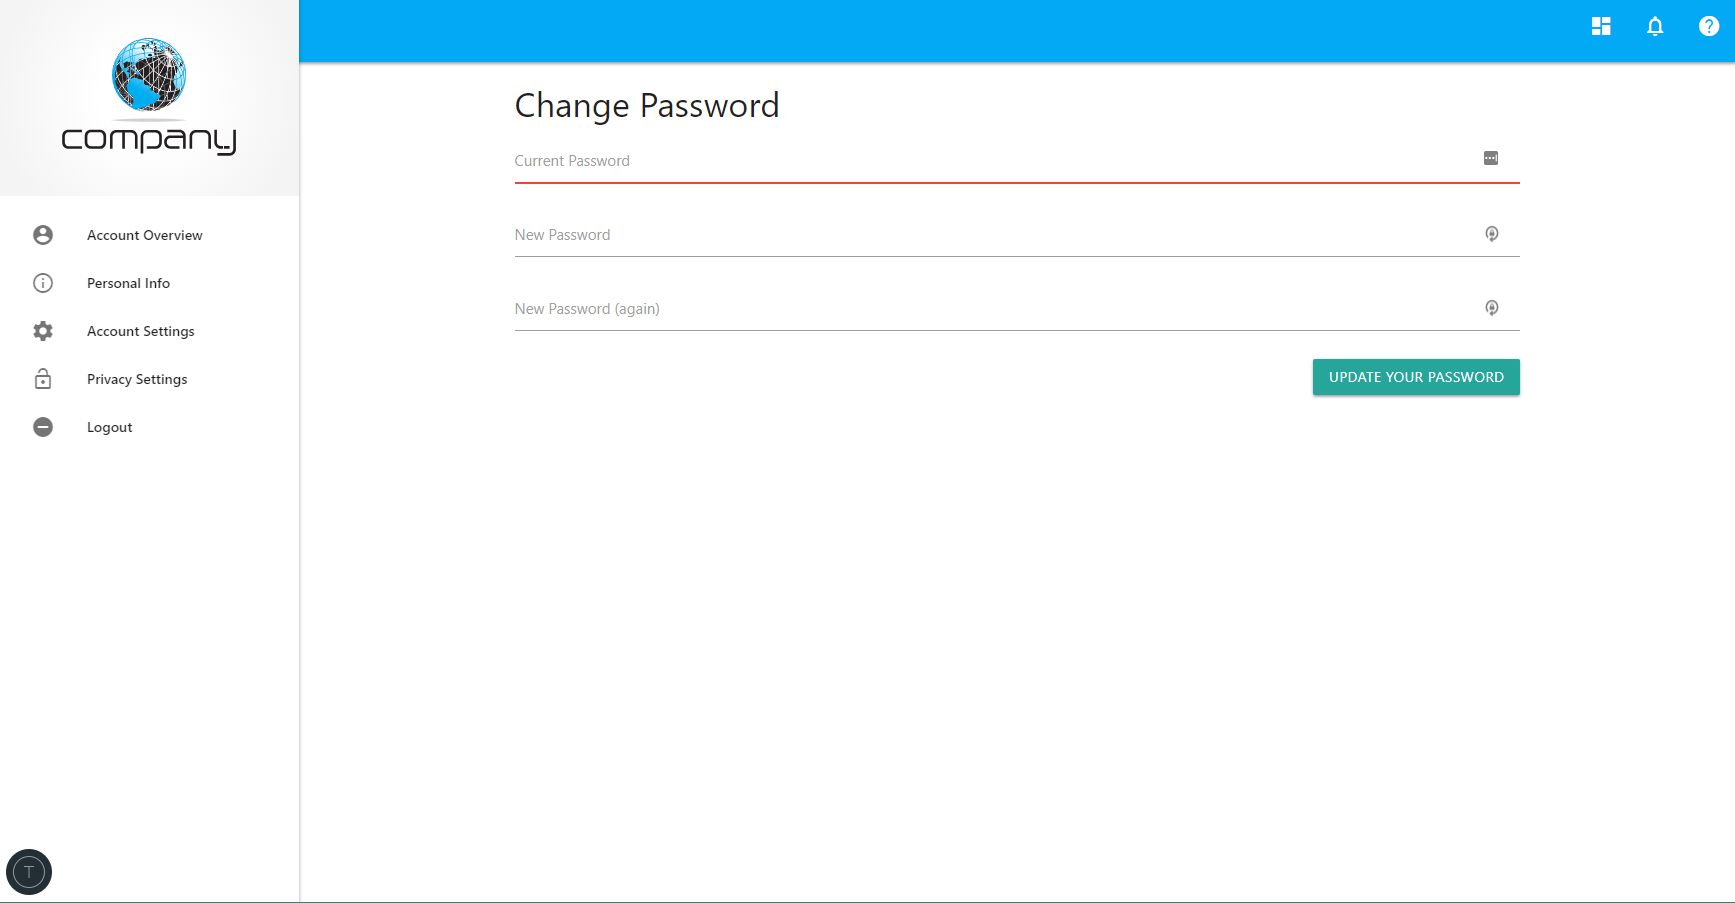 company
Account Overview
Personal Info
Account Settings
Privacy Settings
Logout
T
?
Change Password
Current Password
New Password
New Password (again)
UPDATE YOUR PASSWORD